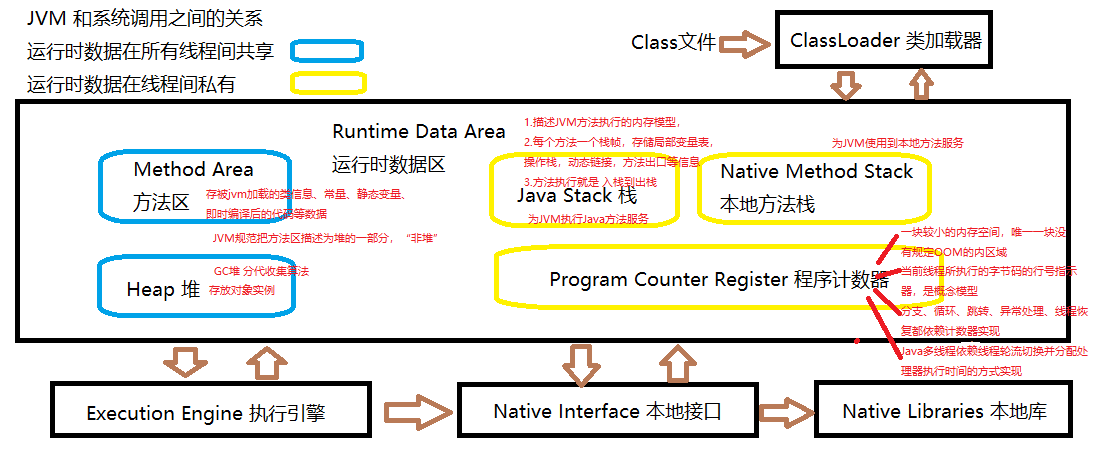 JVM 和系统调用之间的关系
运行时数据在所有线程间共享
运行时数据在线程间私有
Class文件
ClassLoader 类加载器
Runtime Data Area
运行时数据区
Method Area
方法区
存被jvm加载的类信息、常量、静态变量、
即时编译后的代码等数据
JVM规范把方法区描述为堆的一部分，“非堆”
Heap 堆
GC堆 分代收集算法
存放对象实例
1.描述JVM方法执行的内存模型，
2.每个方法一个栈帧，存储局部变量表，
操作栈，动态链接，方法出口等信息
3.方法执行就是 入栈到出栈
Java Stack 栈
为JVM执行Java方法服务
为JVM使用到本地方法服务
Native Method Stack
本地方法栈
Program Counter Register 程序计数器
一块较小的内存空间，唯一一块没
有规定OOM的内区域
当前线程所执行的字节码的行号指示
器，是概念模型
分支、循环、跳转、异常处理、线程恢
复都依赖计数器实现
Java多线程依赖线程轮流切换并分配处
理器执行时间的方式实现
Execution Engine 执行引擎
Native Interface 本地接口
Native Libraries 本地库